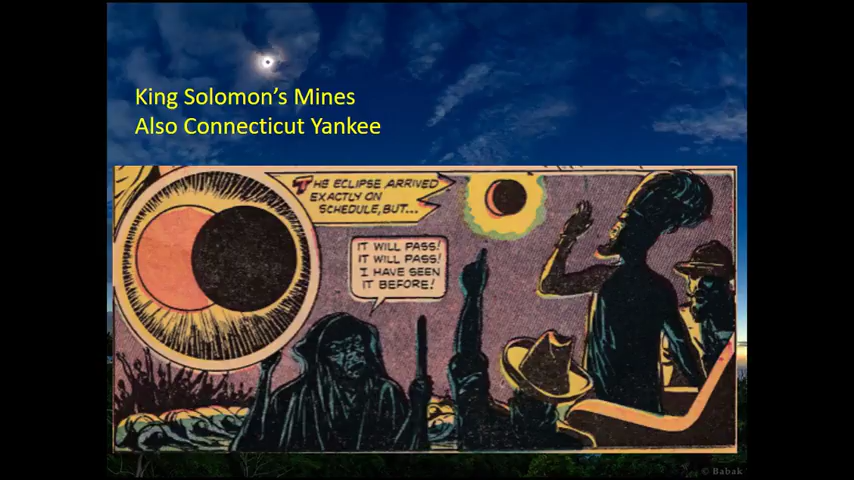 King Solomon's Mines
Also Connecticut Yankee
THE ECLIPSE ARRIVED
EXACTLY ON
SCHEDULE, BUT...
IT WILL PASS!
IT WILL PASS!
I HAVE SEEN
IT BEFORE!
© Babak